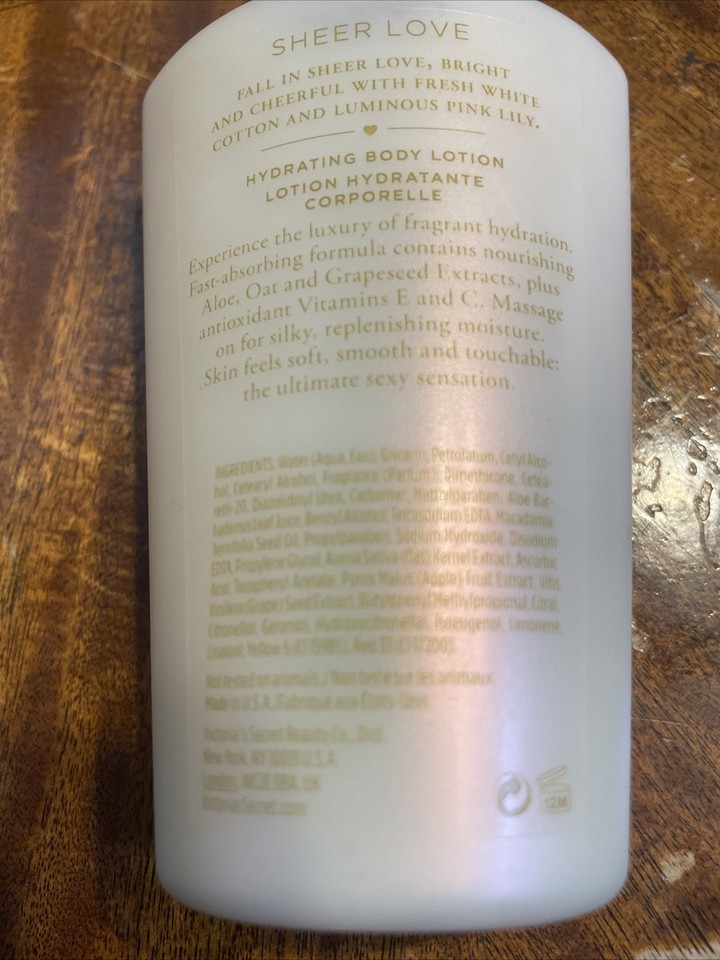 SHEER LOVE
FALL IN SHEER LOVE, BRIGHT
AND CHEERFUL WITH FRESH WHITE
COTTON AND LUMINOUS PINK LILY.
HYDRATING BODY LOTION
LOTION HYDRATANTE
CORPORELLE
Experience the luxury of fragrant hydration.
Fast-absorbing formula contains nourishing
Aloe, Oat and Grapeseed Extracts, plus
antioxidant Vitamins E and C. Massage
on for silky, replenishing moisture.
Skin feels soft, smooth and touchable:
the ultimate sexy sensation.
INGREDIENTS: Water (Aqua, Eau), Glycerin, Petrolatum, Cetyl Alco-
hol, Cetearyl Alcohol, Fragrance (Parfum), Dimethicone, Cetea-
reth-20, Diazolidinyl Urea, Carbomer, Methylparaben, Aloe Bar-
badensis Leaf Juice, Benzyl Alcohol, Tetrasodium EDTA, Macadamia
Ternifolia Seed Oil, Propylparaben, Sodium Hydroxide, Disodium
EDTA, Propylene Glycol, Avena Sativa (Oat) Kernel Extract, Ascorbic
Acid, Tocopheryl Acetate, Pyrus Malus (Apple) Fruit Extract, Vitis
Vinifera (Grape) Seed Extract, Butylphenyl Methylpropional, Citral,
Citronellol, Geraniol, Hydroxycitronellal, Isoeugenol, Limonene,
Linalool, Yellow 6 (CI 15985), Red 33 (CI 17200).
Not tested on animals. / Non testé sur les animaux.
Made in U.S.A. / Fabriqué aux États-Unis.
Victoria's Secret Beauty Co., Dist.
New York, NY 10019 U.S.A.
London, UK
VictoriasSecret.com
12M